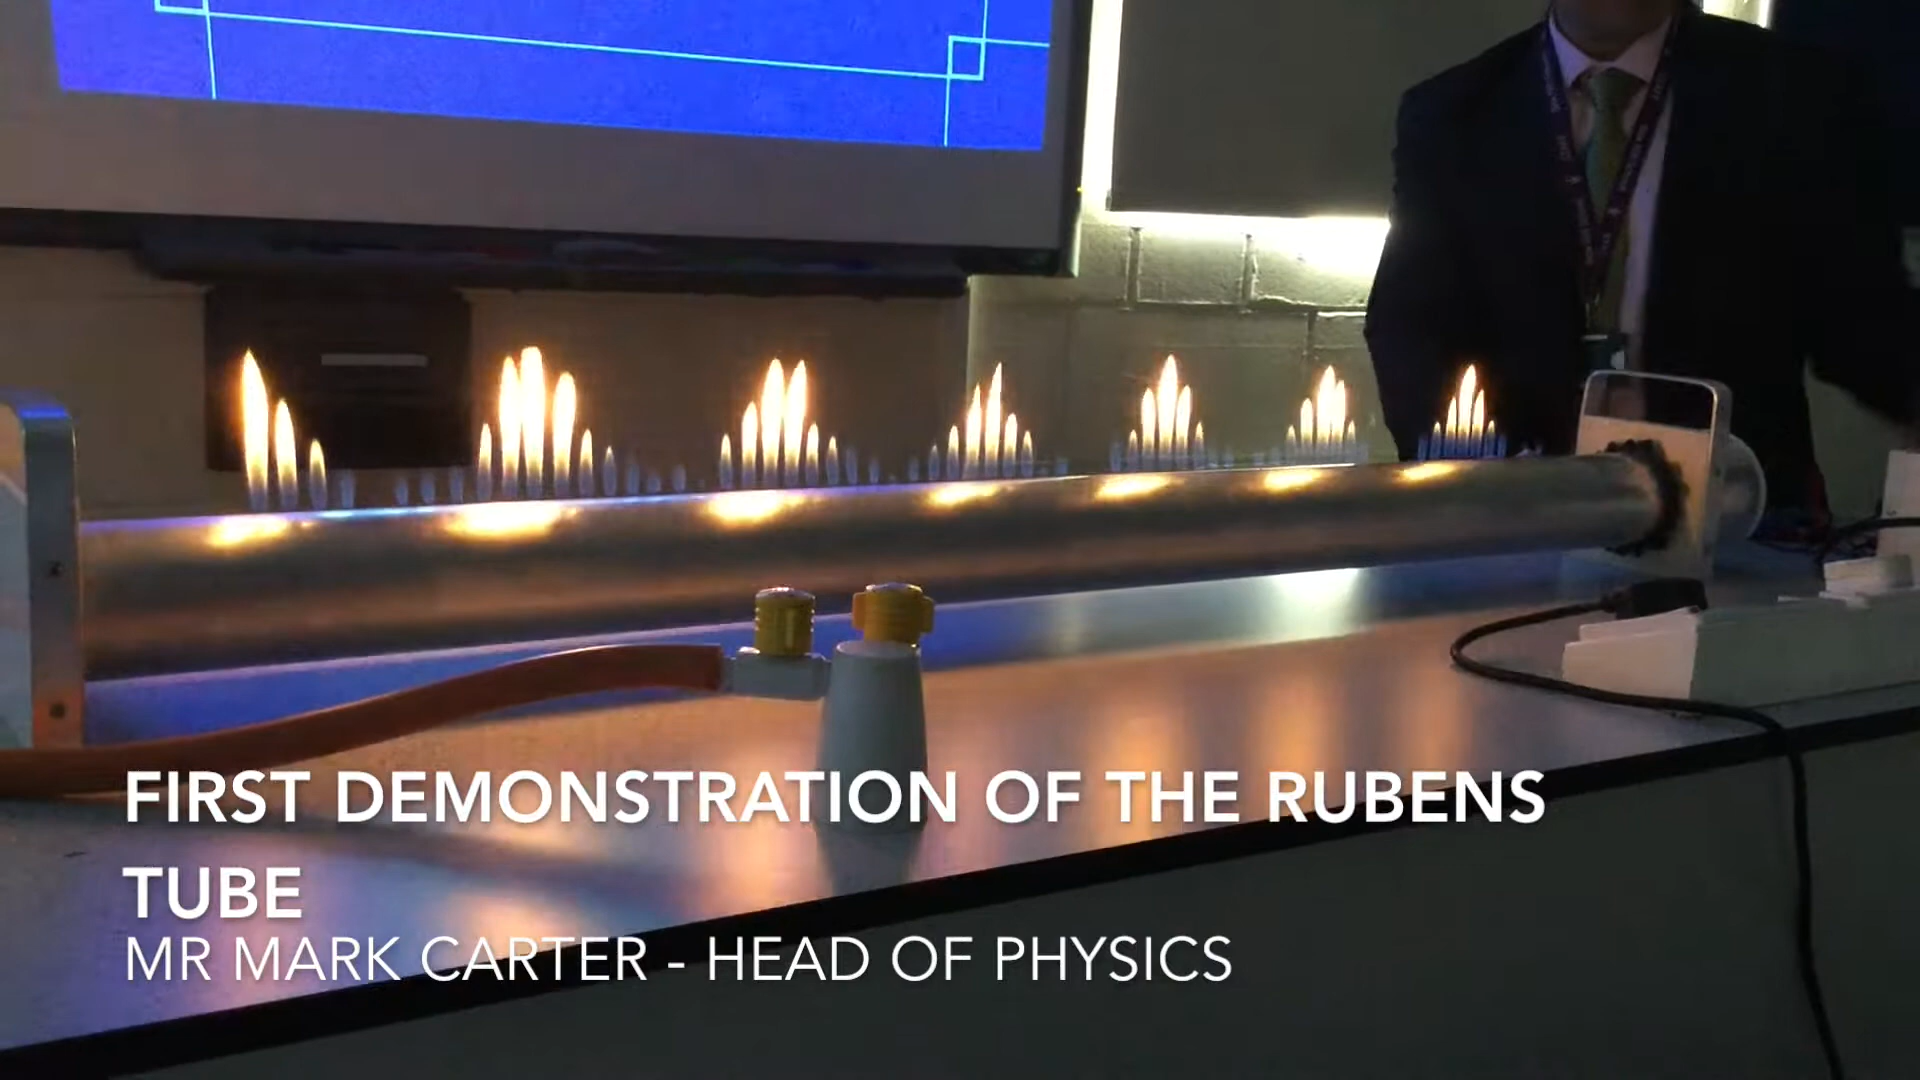 FIRST DEMONSTRATION OF THE RUBENS
TUBE
MR MARK CARTER - HEAD OF PHYSICS